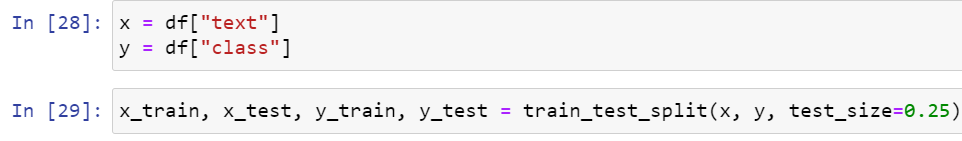 In [28]: x = df["text"]
y = df["class"]
In [29]: x_train, x_test, y_train, y_test = train_test_split(x, y, test_size=0.25)